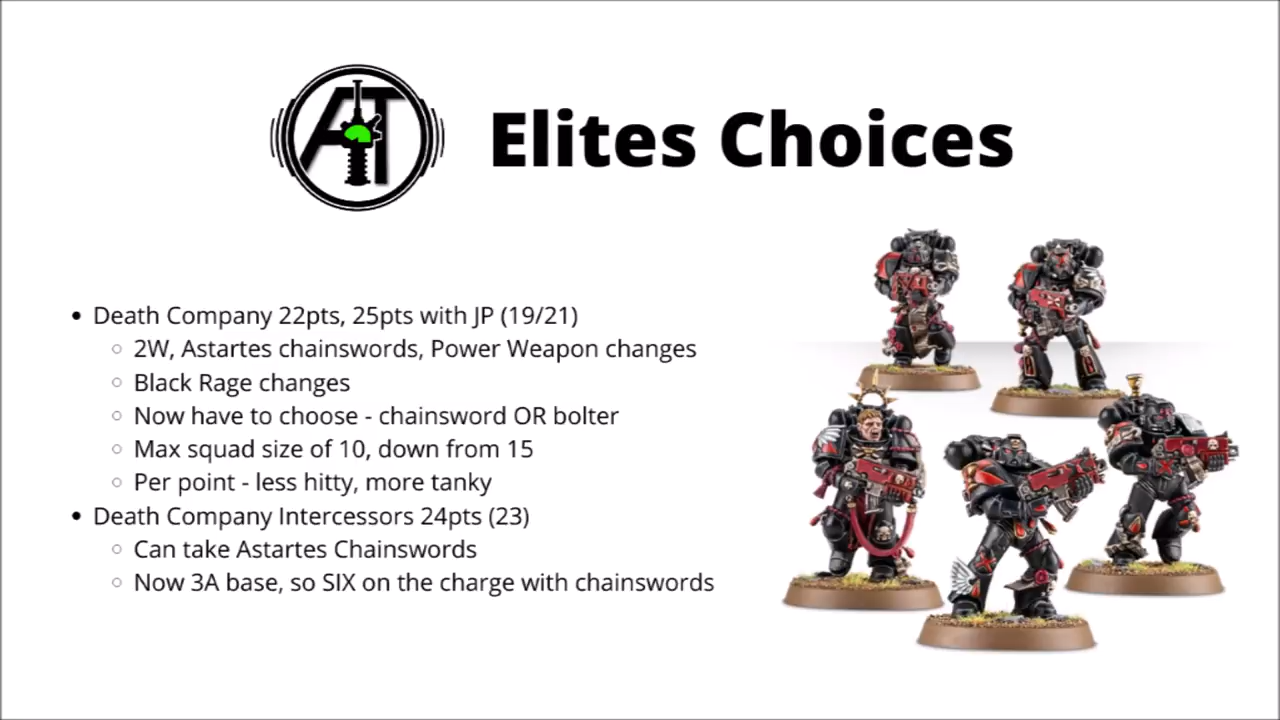 AT
Elites Choices
Death Company 22pts, 25pts with JP (19/21)
2W, Astartes chainswords, Power Weapon changes
Black Rage changes
Now have to choose - chainsword OR bolter
Max squad size of 10, down from 15
Per point - less hitty, more tanky
Death Company Intercessors 24pts (23)
Can take Astartes Chainswords
Now 3A base, so SIX on the charge with chainswords